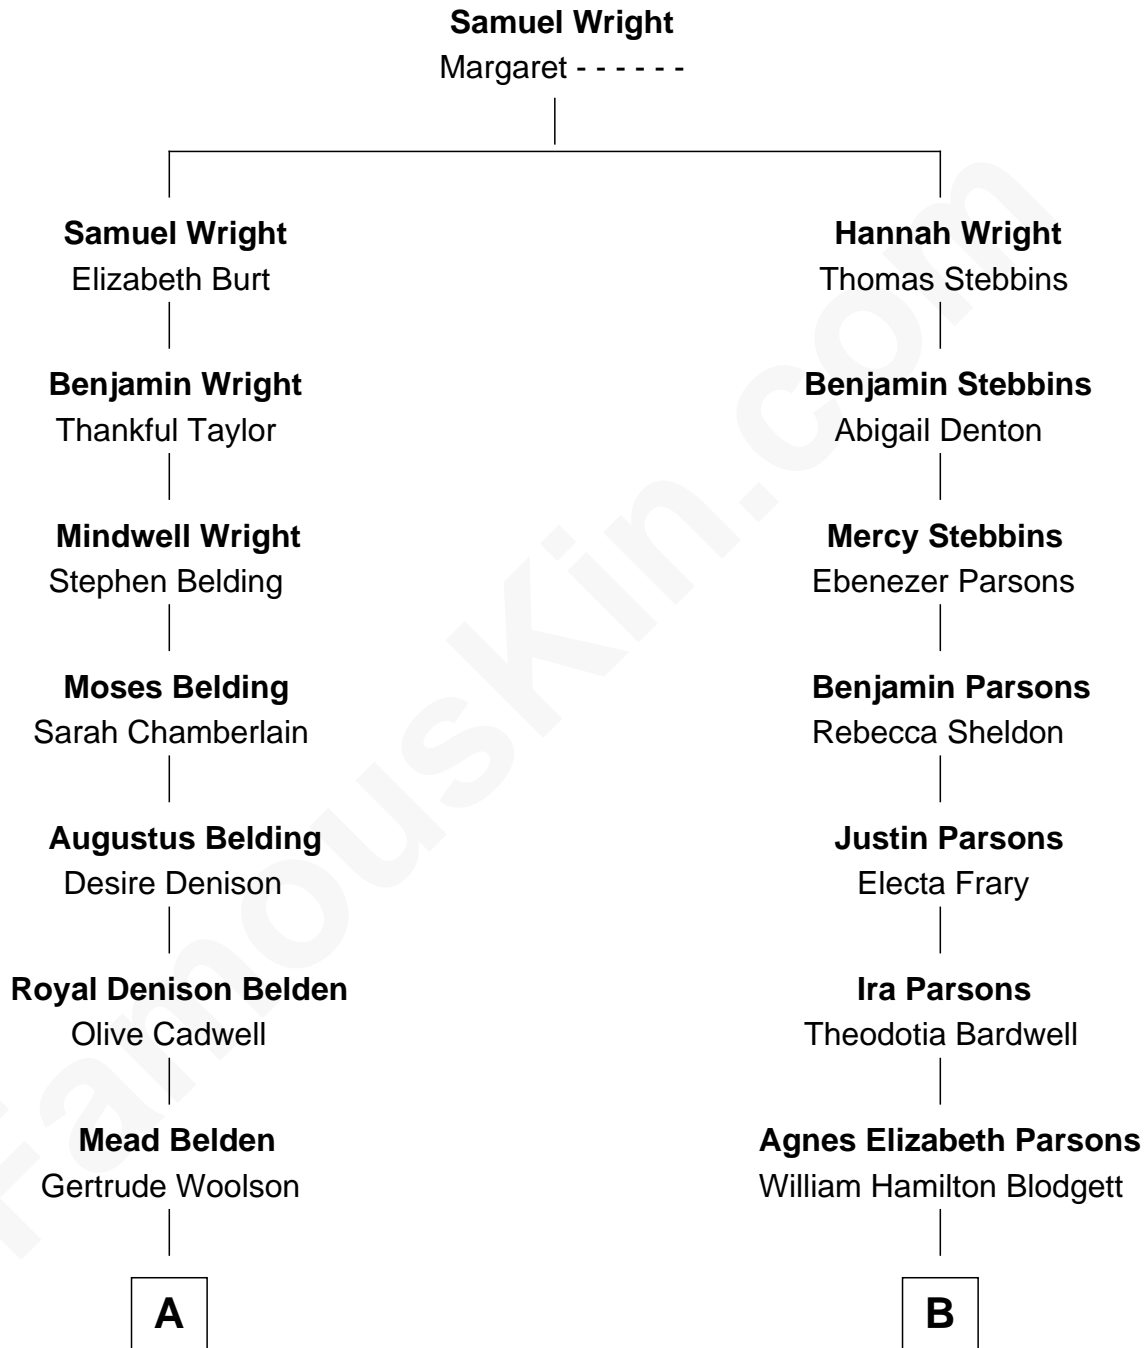 Samuel Wright
Margaret - - - - - -
Samuel Wright
Elizabeth Burt
Hannah Wright
Thomas Stebbins
Benjamin Wright
Thankful Taylor
Benjamin Stebbins
Abigail Denton
Mindwell Wright
Stephen Belding
Mercy Stebbins
Ebenezer Parsons
Moses Belding
Sarah Chamberlain
Benjamin Parsons
Rebecca Sheldon
Augustus Belding
Desire Denison
Justin Parsons
Electa Frary
Royal Denison Belden
Olive Cadwell
Ira Parsons
Theodotia Bardwell
Mead Belden
Gertrude Woolson
Agnes Elizabeth Parsons
William Hamilton Blodgett
A
B
FamousKin.com